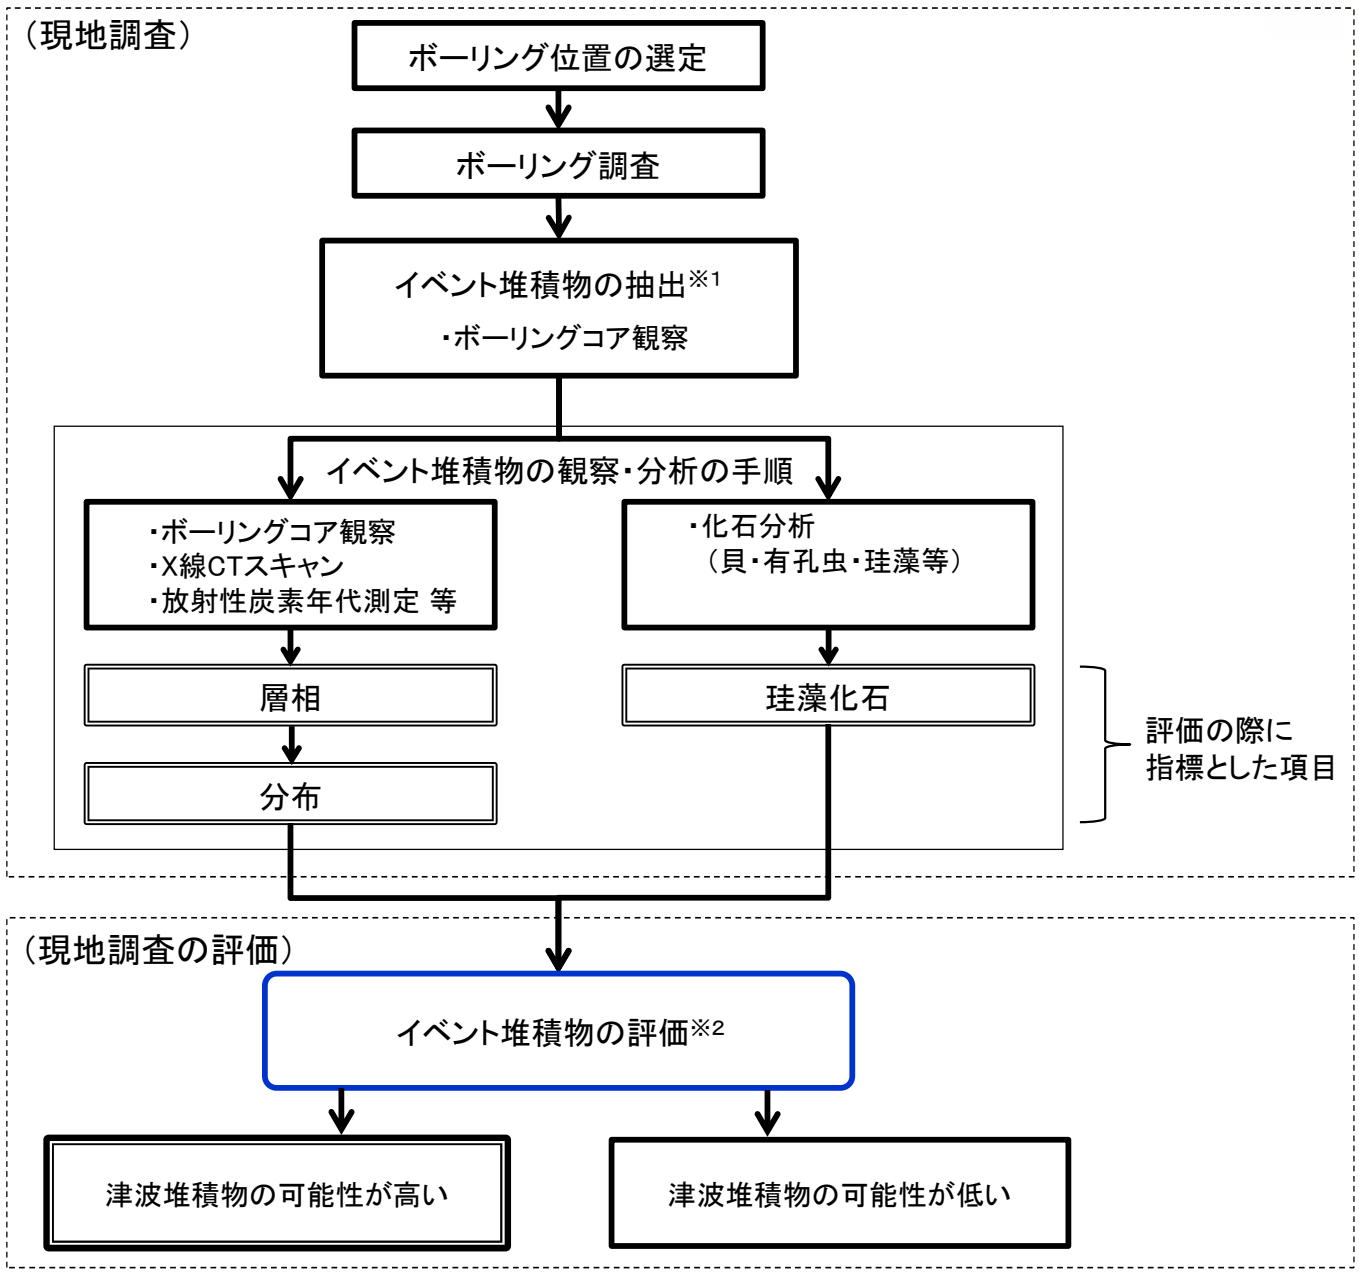 （現地調査）
ボーリング位置の選定
ボーリング調査
イベント堆積物の抽出※1
・ボーリングコア観察
イベント堆積物の観察・分析の手順
・ボーリングコア観察
・X線CTスキャン
・放射性炭素年代測定 等
・化石分析
（貝・有孔虫・珪藻等）
層相
珪藻化石
分布
評価の際に
指標とした項目
（現地調査の評価）
イベント堆積物の評価※2
津波堆積物の可能性が高い
津波堆積物の可能性が低い